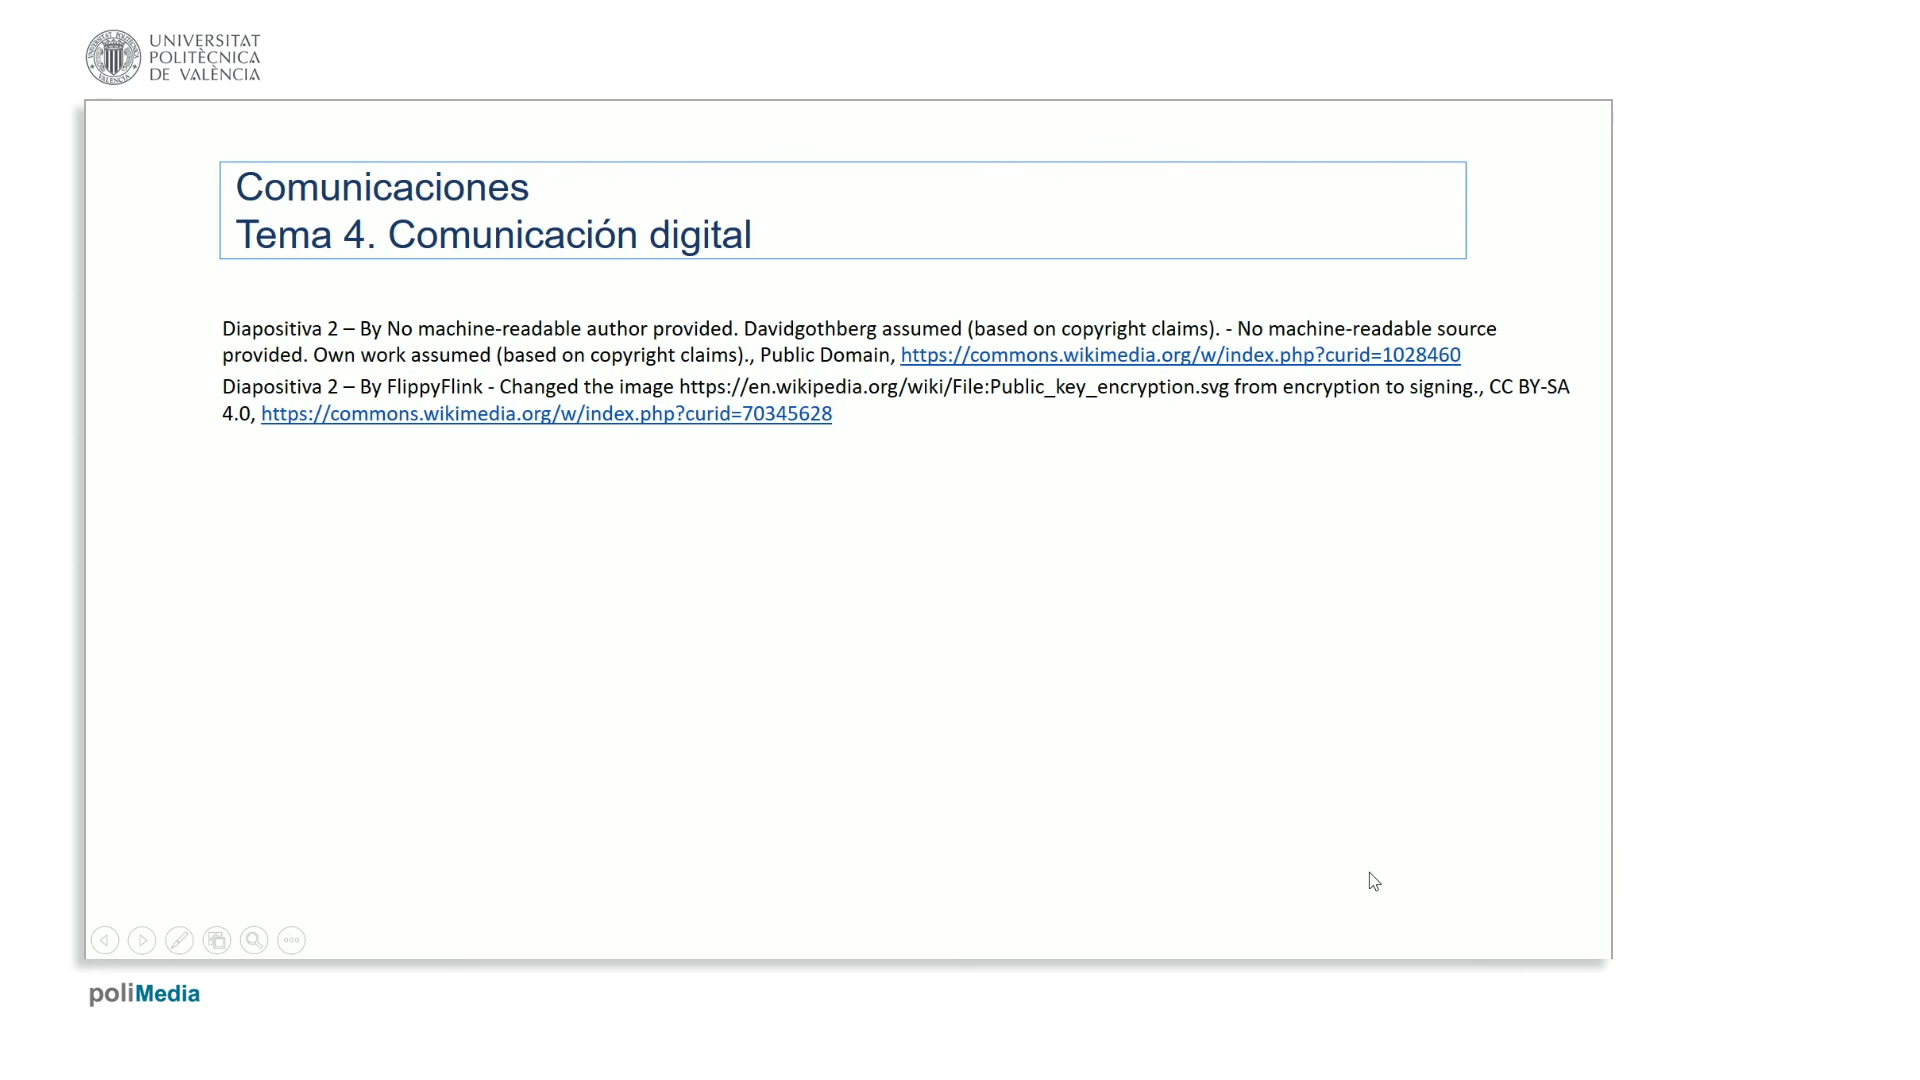 UNIVERSITAT
POLITÈCNICA
DE VALÈNCIA
Comunicaciones
Tema 4. Comunicación digital
Diapositiva 2 – By No machine-readable author provided. Davidgothberg assumed (based on copyright claims). - No machine-readable source
provided. Own work assumed (based on copyright claims)., Public Domain, https://commons.wikimedia.org/w/index.php?curid=1028460
Diapositiva 2 – By FlippyFlink - Changed the image https://en.wikipedia.org/wiki/File:Public_key_encryption.svg from encryption to signing., CC BY-SA
4.0, https://commons.wikimedia.org/w/index.php?curid=70345628
poliMedia